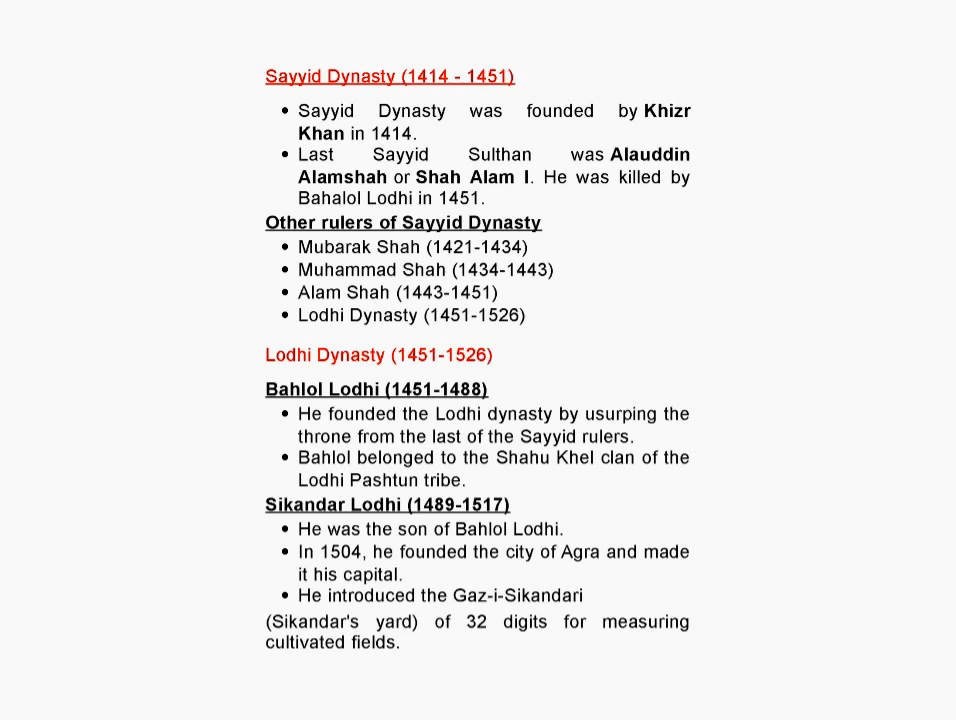 Sayyid Dynasty (1414 - 1451)
• Sayyid Dynasty was founded by Khizr
Khan in 1414.
• Last Sayyid Sulthan was Alauddin
Alamshah or Shah Alam I. He was killed by
Bahalol Lodhi in 1451.
Other rulers of Sayyid Dynasty
• Mubarak Shah (1421-1434)
• Muhammad Shah (1434-1443)
• Alam Shah (1443-1451)
• Lodhi Dynasty (1451-1526)
Lodhi Dynasty (1451-1526)
Bahlol Lodhi (1451-1488)
• He founded the Lodhi dynasty by usurping the
throne from the last of the Sayyid rulers.
• Bahlol belonged to the Shahu Khel clan of the
Lodhi Pashtun tribe.
Sikandar Lodhi (1489-1517)
• He was the son of Bahlol Lodhi.
• In 1504, he founded the city of Agra and made
it his capital.
• He introduced the Gaz-i-Sikandari
(Sikandar's yard) of 32 digits for measuring
cultivated fields.